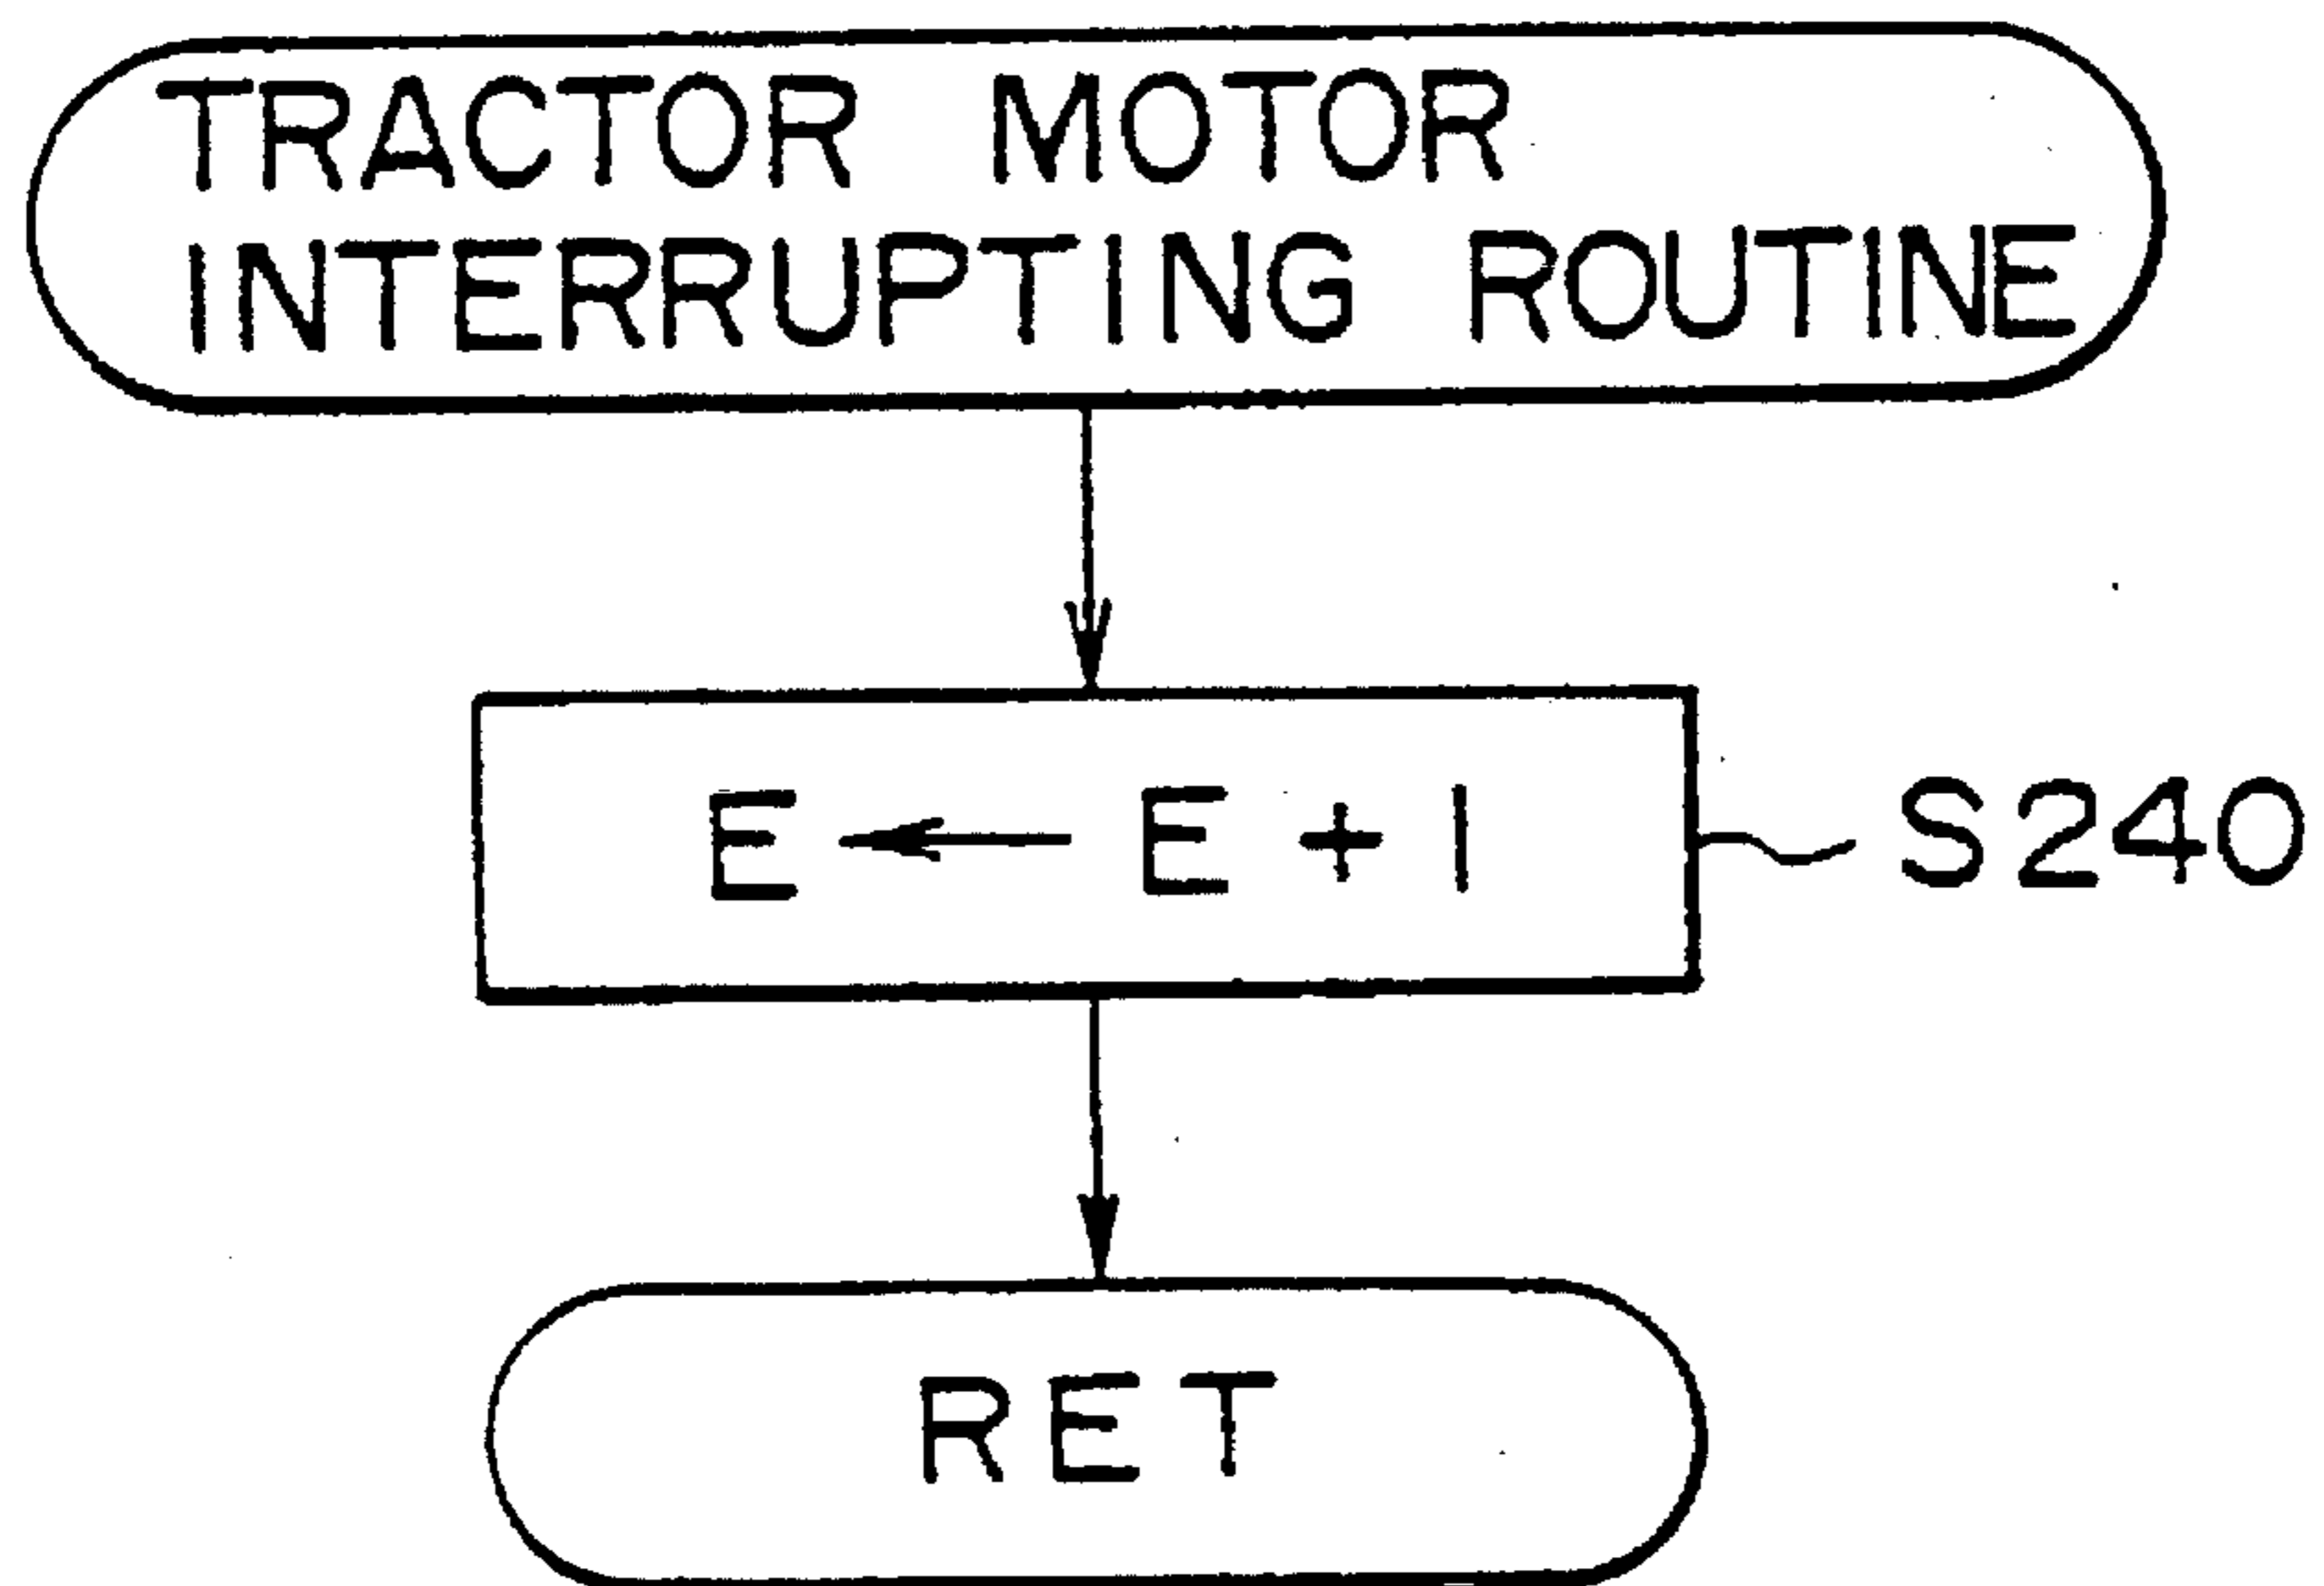 TRACTOR MOTOR
INTERRUPTING ROUTINE
E ← E + 1
S240
RET